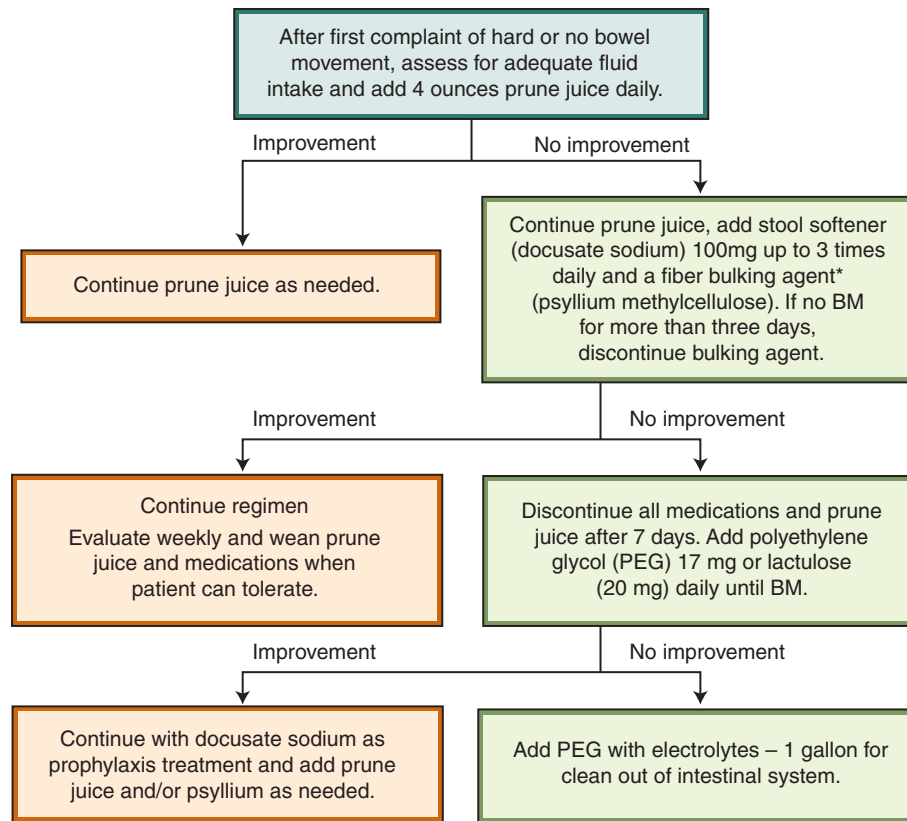 After first complaint of hard or no bowel
movement, assess for adequate fluid
intake and add 4 ounces prune juice daily.
Improvement
No improvement
Continue prune juice as needed.
Continue prune juice, add stool softener
(docusate sodium) 100mg up to 3 times
daily and a fiber bulking agent*
(psyllium methylcellulose). If no BM
for more than three days,
discontinue bulking agent.
Improvement
No improvement
Continue regimen
Evaluate weekly and wean prune
juice and medications when
patient can tolerate.
Discontinue all medications and prune
juice after 7 days. Add polyethylene
glycol (PEG) 17 mg or lactulose
(20 mg) daily until BM.
Improvement
No improvement
Continue with docusate sodium as
prophylaxis treatment and add prune
juice and/or psyllium as needed.
Add PEG with electrolytes – 1 gallon for
clean out of intestinal system.